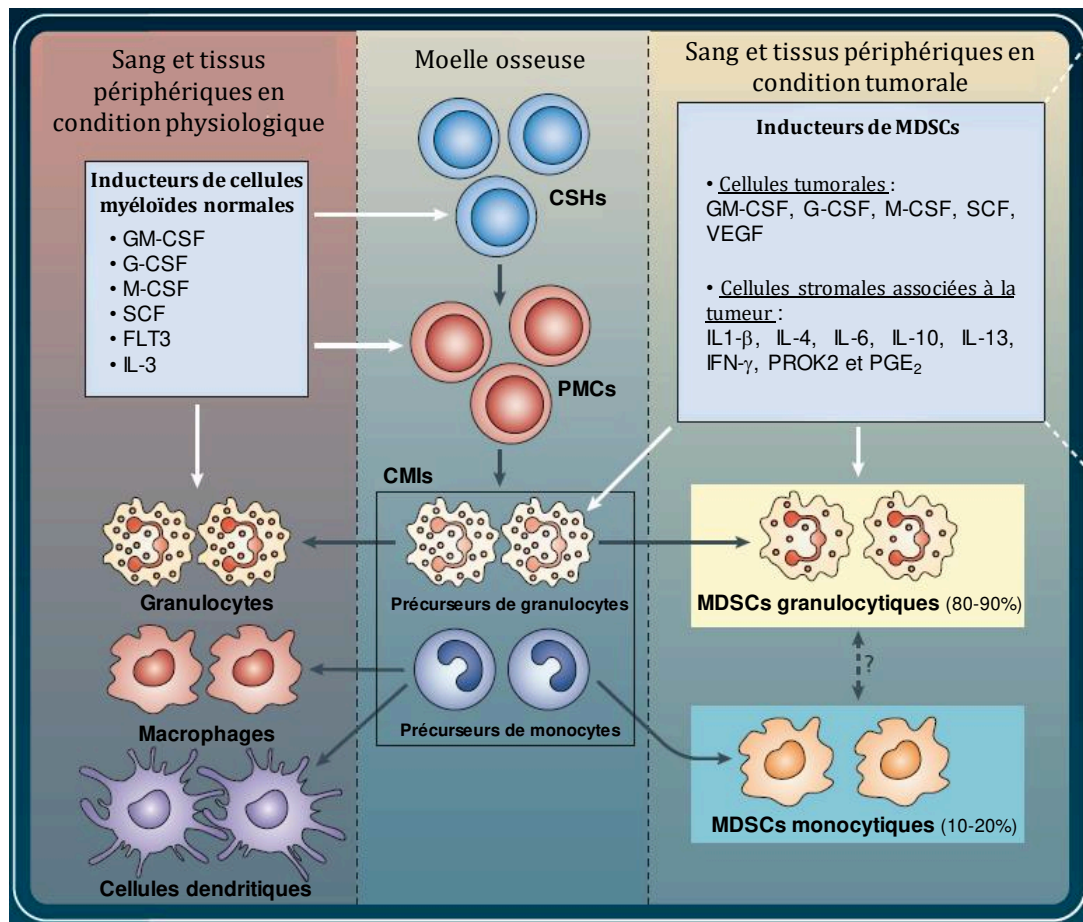 Sang et tissus
périphériques en
condition physiologique
Inducteurs de cellules
myéloïdes normales
• GM-CSF
• G-CSF
• M-CSF
• SCF
• FLT3
• IL-3
Granulocytes
Macrophages
Cellules dendritiques
Moelle osseuse
CSHs
PMCs
CMIs
Précurseurs de granulocytes
Précurseurs de monocytes
Sang et tissus périphériques en
condition tumorale
Inducteurs de MDSCs
• Cellules tumorales :
GM-CSF, G-CSF, M-CSF, SCF,
VEGF
• Cellules stromales associées à la
tumeur :
IL1-β, IL-4, IL-6, IL-10, IL-13,
IFN-γ, PROK2 et PGE₂
MDSCs granulocytiques (80-90%)
?
MDSCs monocytiques (10-20%)